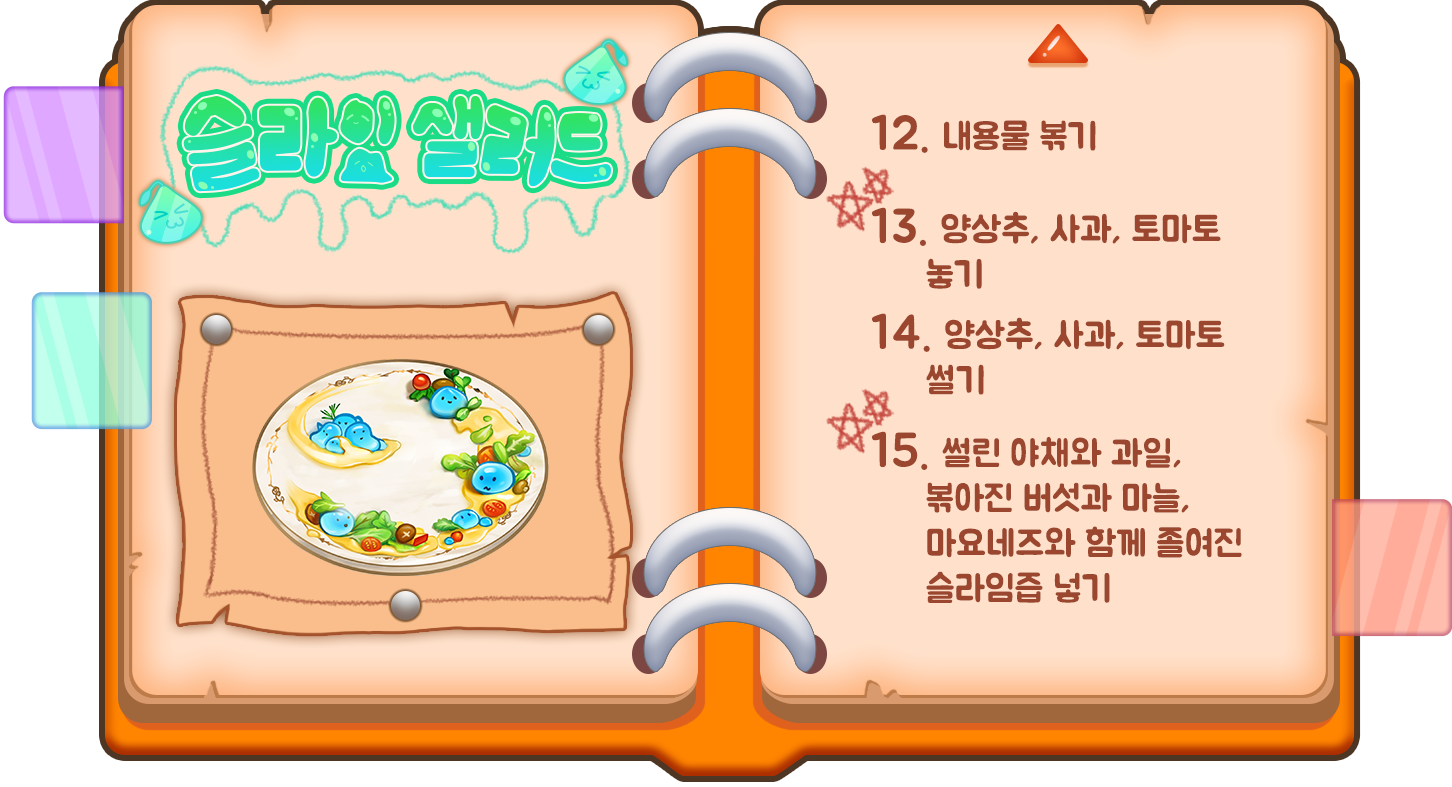 슬라임 샐러드
12. 내용물 볶기
13. 양상추, 사과, 토마토
놓기
14. 양상추, 사과, 토마토
썰기
15. 썰린 야채와 과일,
볶아진 버섯과 마늘,
마요네즈와 함께 졸여진
슬라임즙 넣기